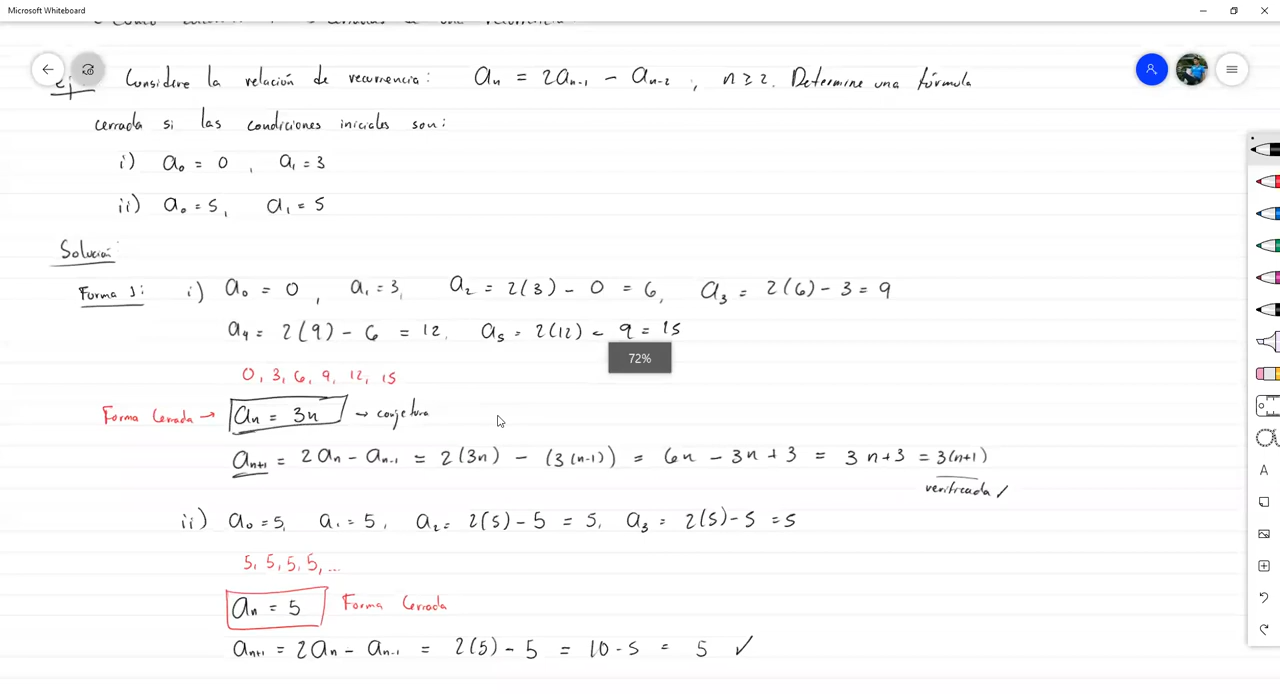 Microsoft Whiteboard
Ej Considere la relación de recurrencia: aₙ = 2aₙ₋₁ − aₙ₋₂ , n ≥ 2. Determine una fórmula
cerrada si las condiciones iniciales son:
i) a₀ = 0 , a₁ = 3
ii) a₀ = 5, a₁ = 5
Solución:
Forma 1: i) a₀ = 0 , a₁ = 3, a₂ = 2(3) − 0 = 6, a₃ = 2(6) − 3 = 9
a₄ = 2(9) − 6 = 12, a₅ = 2(12) − 9 = 15
72%
0, 3, 6, 9, 12, 15
Forma Cerrada → aₙ = 3n → conjetura
aₙ₊₁ = 2aₙ − aₙ₋₁ = 2(3n) − (3(n-1)) = 6n − 3n + 3 = 3n+3 = 3(n+1)
verificada ✓
ii) a₀ = 5, a₁ = 5, a₂ = 2(5) − 5 = 5, a₃ = 2(5) − 5 = 5
5, 5, 5, 5, ...
aₙ = 5 Forma Cerrada
aₙ₊₁ = 2aₙ − aₙ₋₁ = 2(5) − 5 = 10 - 5 = 5 ✓